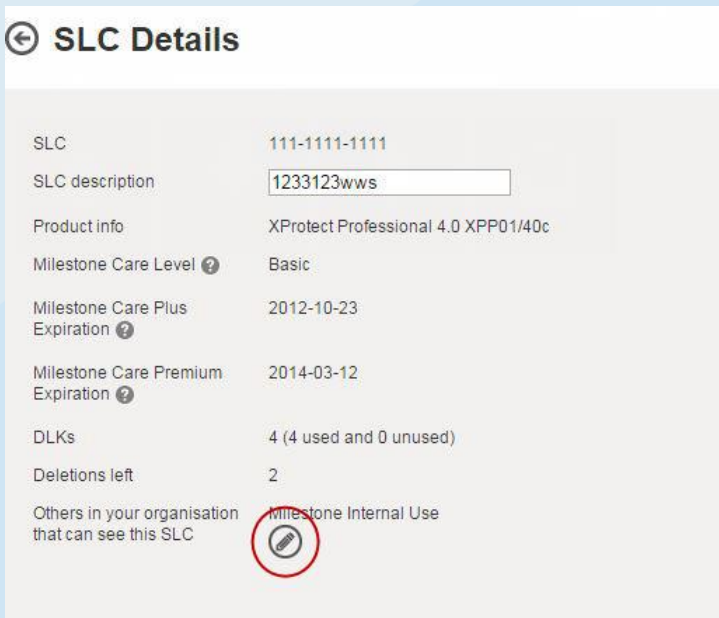 SLC Details
SLC 111-1111-1111
SLC description 1233123wws
Product info XProtect Professional 4.0 XPP01/40c
Milestone Care Level ? Basic
Milestone Care Plus 2012-10-23
Expiration ?
Milestone Care Premium 2014-03-12
Expiration ?
DLKs 4 (4 used and 0 unused)
Deletions left 2
Others in your organisation Milestone Internal Use
that can see this SLC